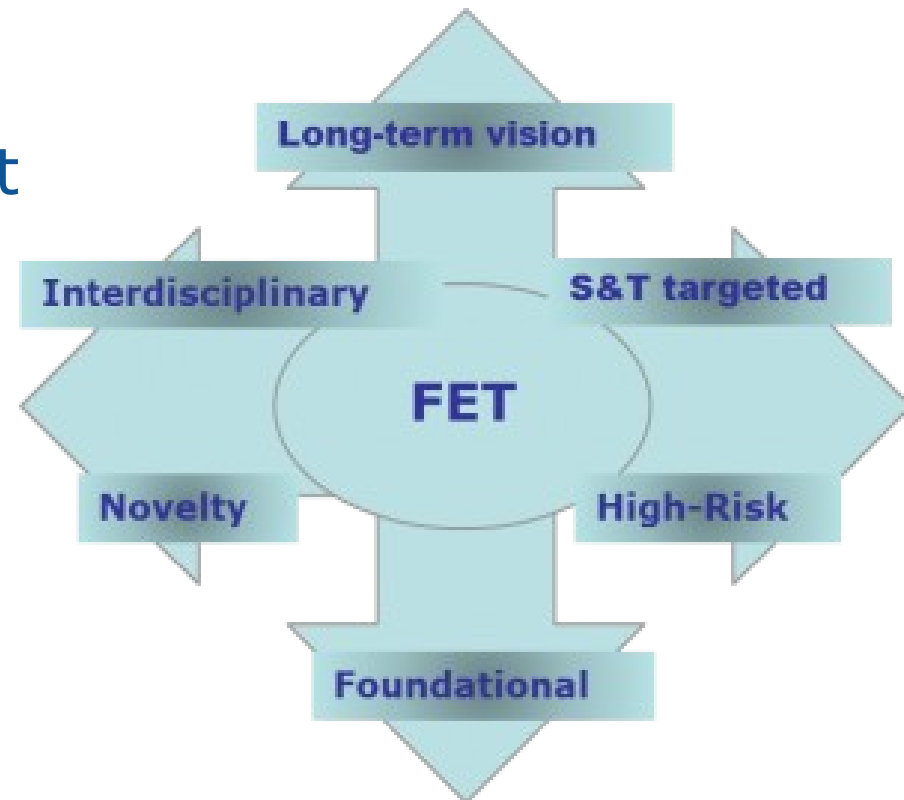 t
Long-term vision
Interdisciplinary
S&T targeted
FET
Novelty
High-Risk
Foundational